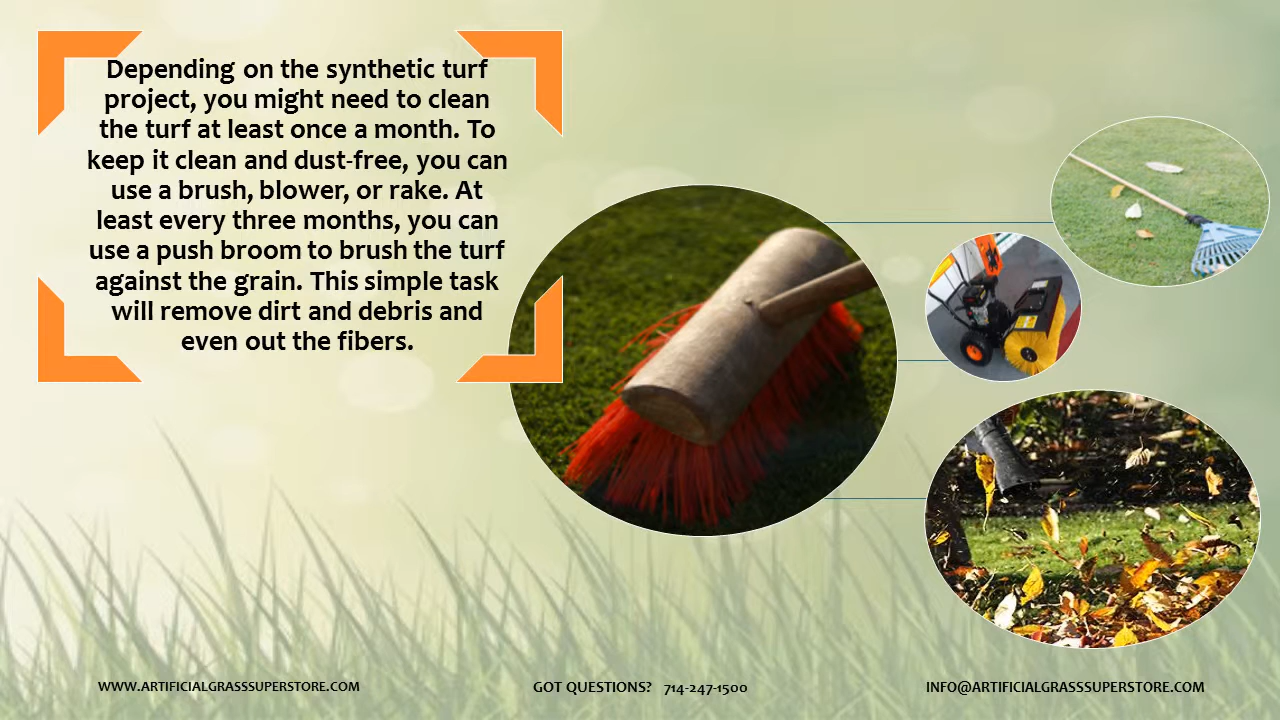 Depending on the synthetic turf
project, you might need to clean
the turf at least once a month. To
keep it clean and dust-free, you can
use a brush, blower, or rake. At
least every three months, you can
use a push broom to brush the turf
against the grain. This simple task
will remove dirt and debris and
even out the fibers.
WWW.ARTIFICIALGRASSSUPERSTORE.COM
GOT QUESTIONS? 714-247-1500
INFO@ARTIFICIALGRASSSUPERSTORE.COM